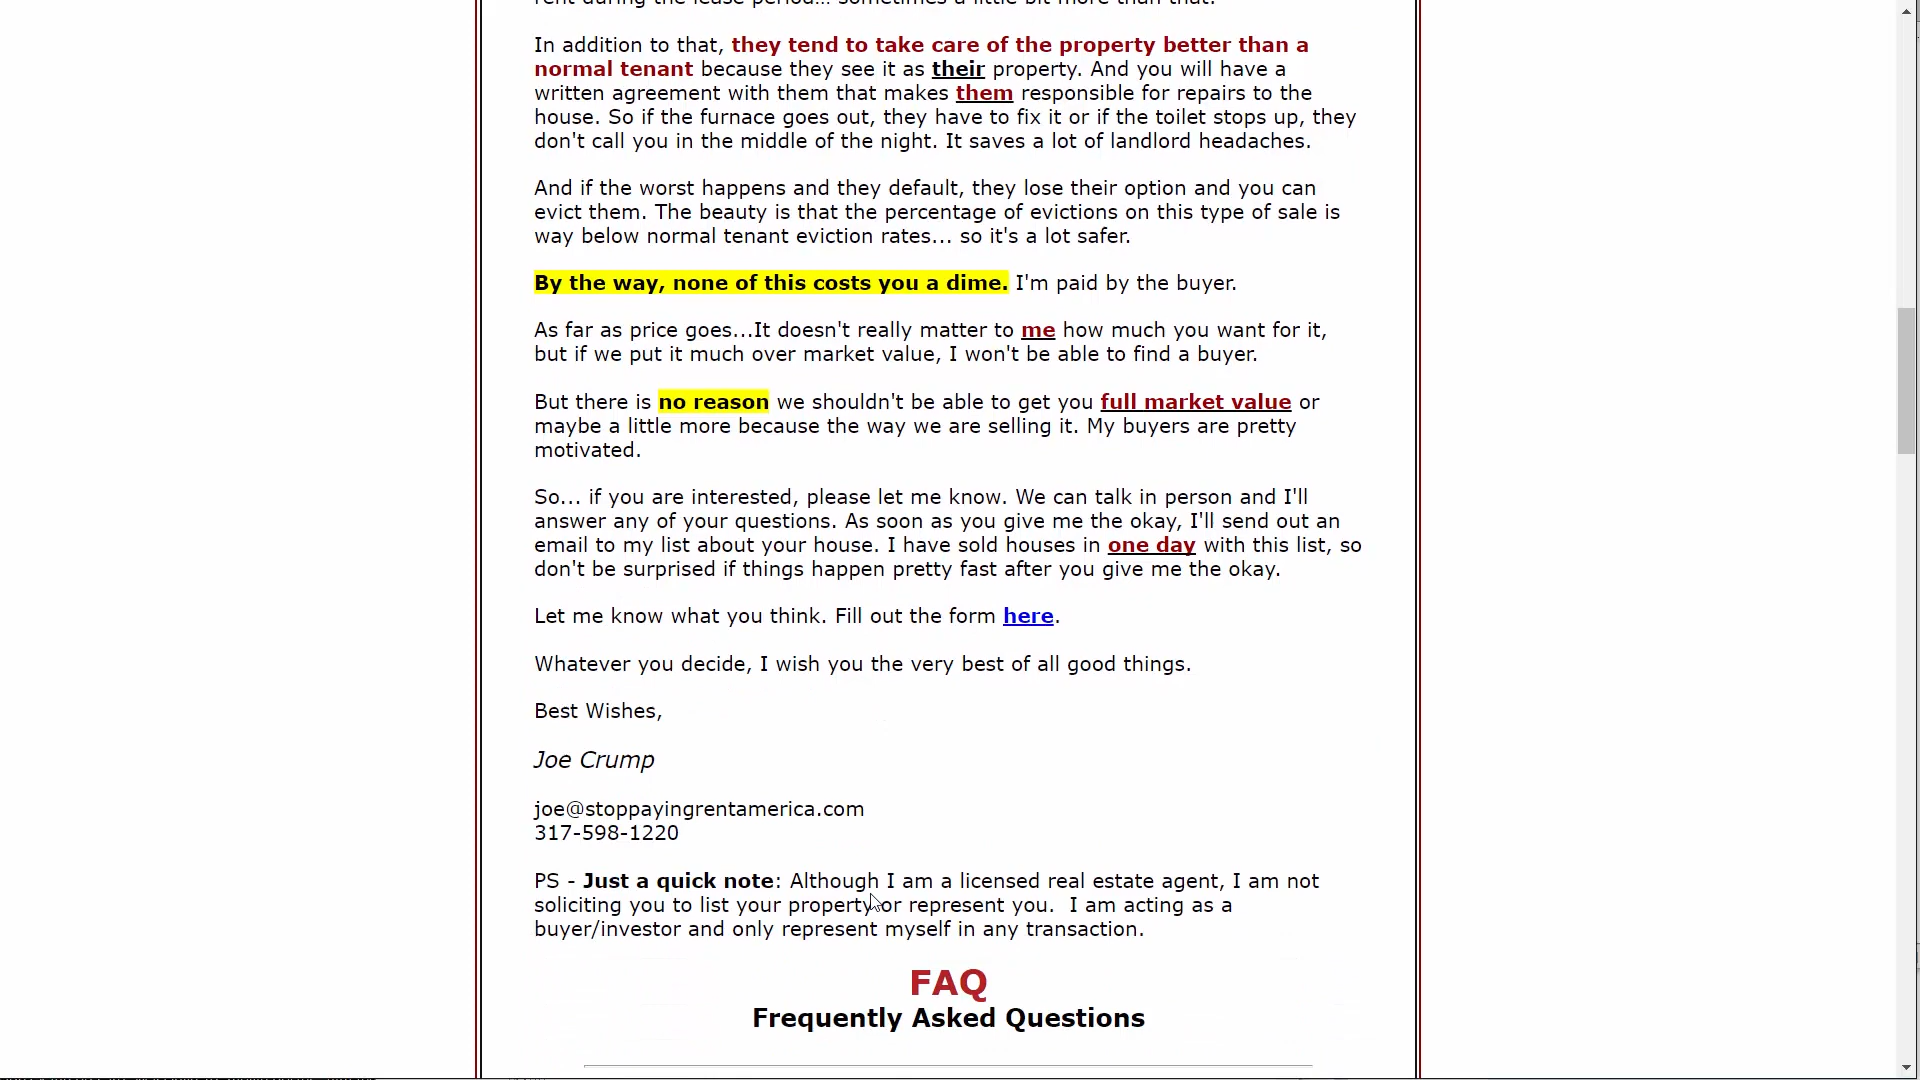 rent during the lease period… sometimes a little bit more than that.
In addition to that, they tend to take care of the property better than a
normal tenant because they see it as their property. And you will have a
written agreement with them that makes them responsible for repairs to the
house. So if the furnace goes out, they have to fix it or if the toilet stops up, they
don't call you in the middle of the night. It saves a lot of landlord headaches.
And if the worst happens and they default, they lose their option and you can
evict them. The beauty is that the percentage of evictions on this type of sale is
way below normal tenant eviction rates... so it's a lot safer.
By the way, none of this costs you a dime. I'm paid by the buyer.
As far as price goes...It doesn't really matter to me how much you want for it,
but if we put it much over market value, I won't be able to find a buyer.
But there is no reason we shouldn't be able to get you full market value or
maybe a little more because the way we are selling it. My buyers are pretty
motivated.
So... if you are interested, please let me know. We can talk in person and I'll
answer any of your questions. As soon as you give me the okay, I'll send out an
email to my list about your house. I have sold houses in one day with this list, so
don't be surprised if things happen pretty fast after you give me the okay.
Let me know what you think. Fill out the form here.
Whatever you decide, I wish you the very best of all good things.
Best Wishes,
Joe Crump
joe@stoppayingrentamerica.com
317-598-1220
PS - Just a quick note: Although I am a licensed real estate agent, I am not
soliciting you to list your property or represent you.  I am acting as a
buyer/investor and only represent myself in any transaction.
FAQ
Frequently Asked Questions